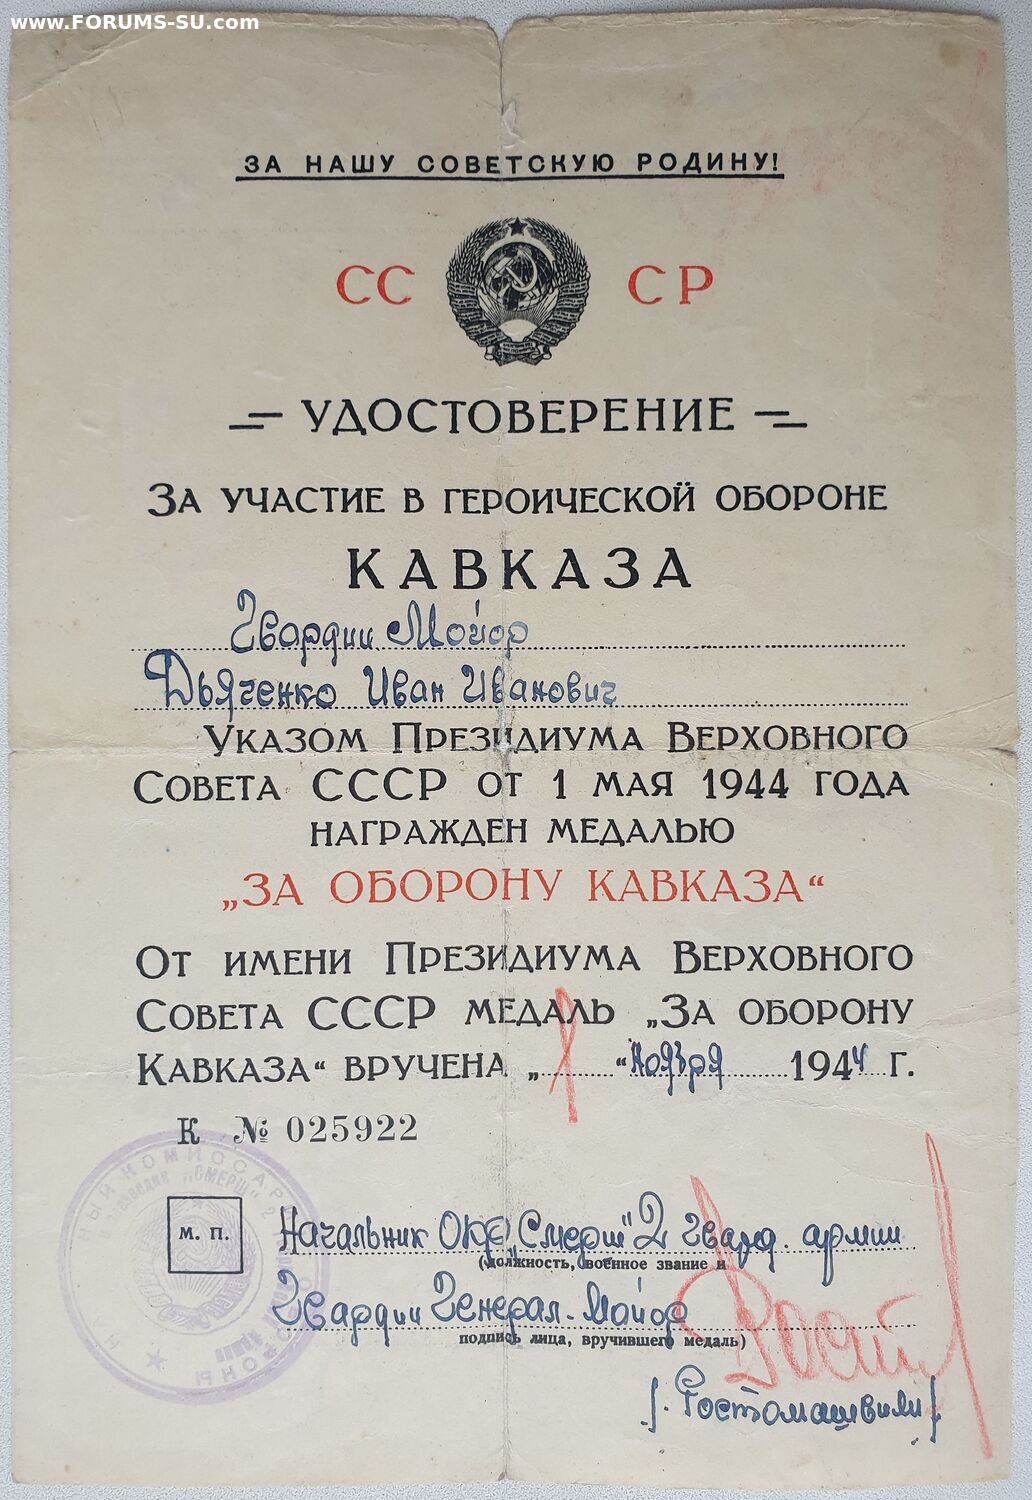 www.FORUMS-SU.com
ЗА НАШУ СОВЕТСКУЮ РОДИНУ!
СС СР
УДОСТОВЕРЕНИЕ
ЗА УЧАСТИЕ В ГЕРОИЧЕСКОЙ ОБОРОНЕ
КАВКАЗА
Гвардии Майор
Дьяченко Иван Иванович
УКАЗОМ ПРЕЗИДИУМА ВЕРХОВНОГО
СОВЕТА СССР ОТ 1 МАЯ 1944 ГОДА
НАГРАЖДЕН МЕДАЛЬЮ
„ЗА ОБОРОНУ КАВКАЗА“
ОТ ИМЕНИ ПРЕЗИДИУМА ВЕРХОВНОГО
СОВЕТА СССР МЕДАЛЬ „ЗА ОБОРОНУ
КАВКАЗА“ ВРУЧЕНА „ “ Ноября 1944 Г.
К № 025922
м. п.
Начальник ОКР „Смерш" 2 гвард. армии
(должность, военное звание и
Гвардии Генерал-Майор
подпись лица, вручившего медаль)
/. Ростомашвили/